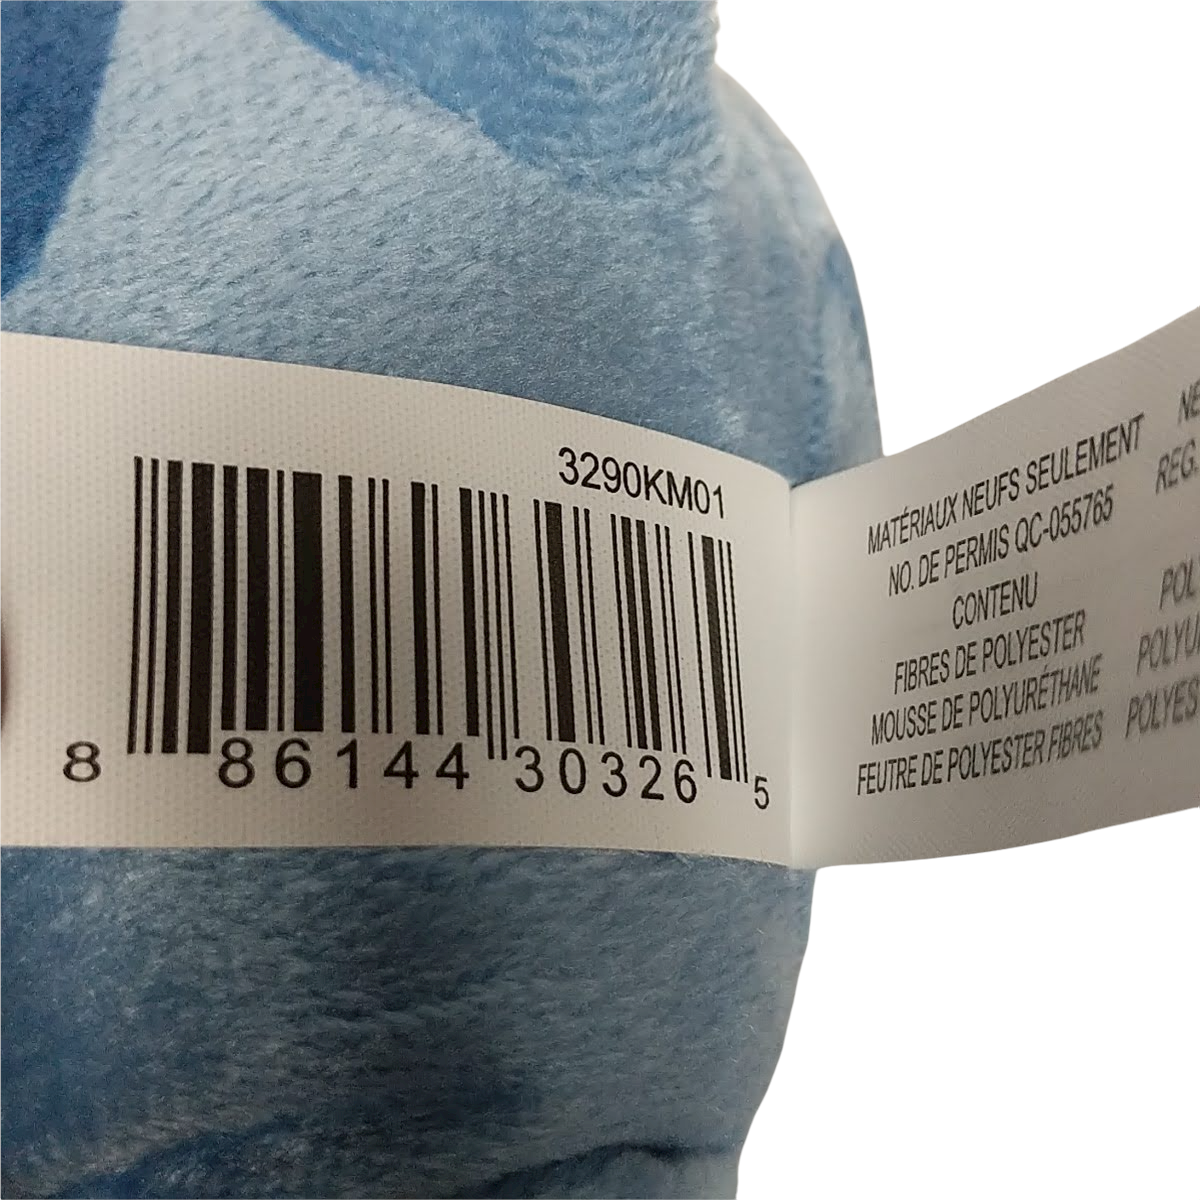 3290KM01
8 86144 30326 5
MATÉRIAUX NEUFS SEULEMENT
NO. DE PERMIS QC-055765
CONTENU
FIBRES DE POLYESTER
MOUSSE DE POLYURÉTHANE
FEUTRE DE POLYESTER FIBRES
REG.